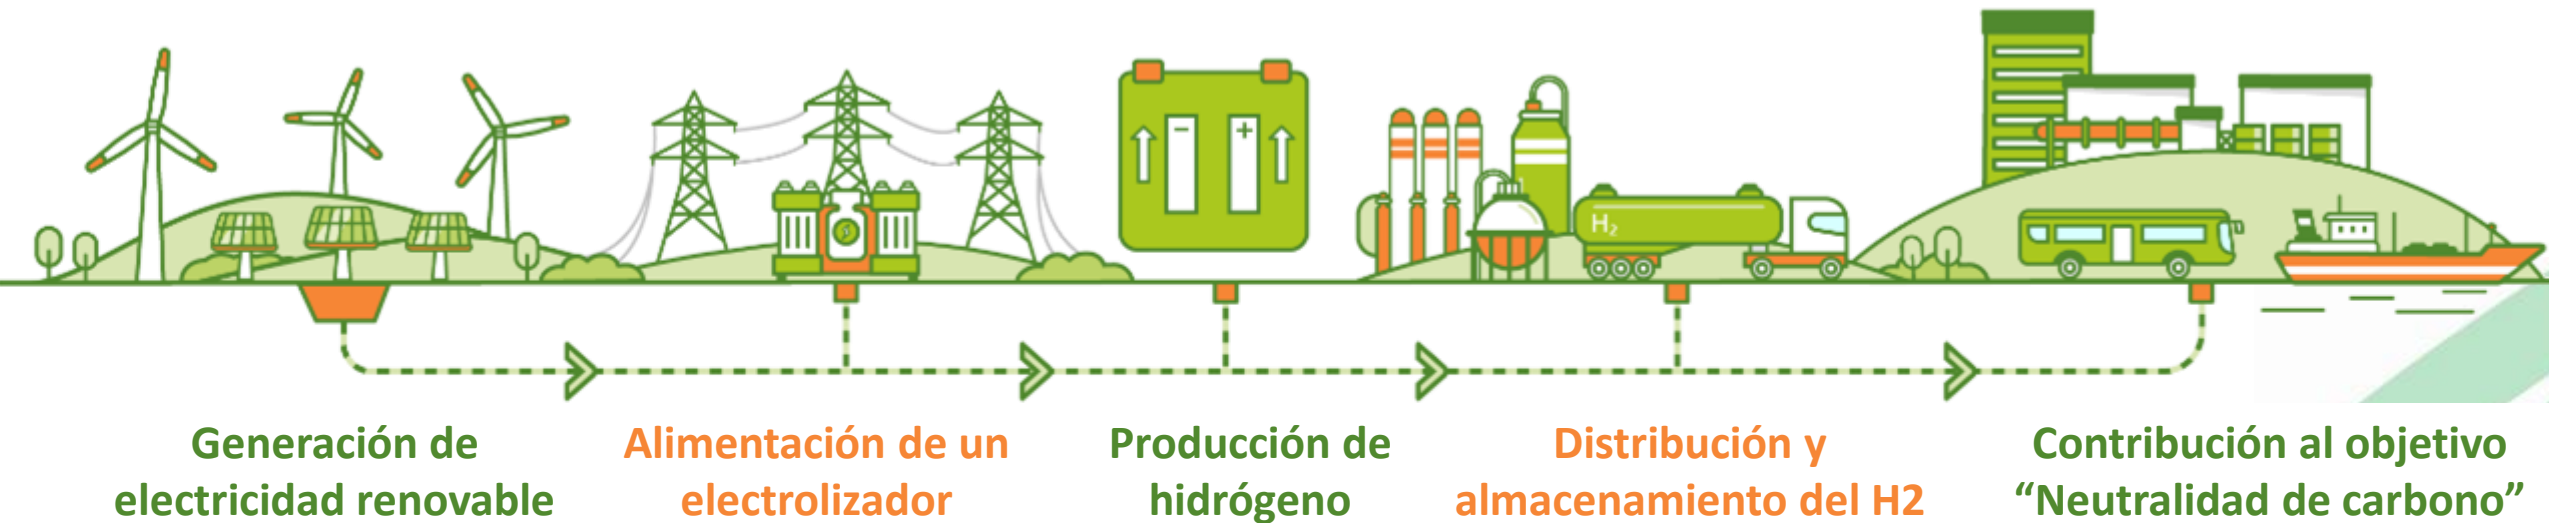 - +
H₂
Generación de
electricidad renovable
Alimentación de un
electrolizador
Producción de
hidrógeno
Distribución y
almacenamiento del H2
Contribución al objetivo
“Neutralidad de carbono”